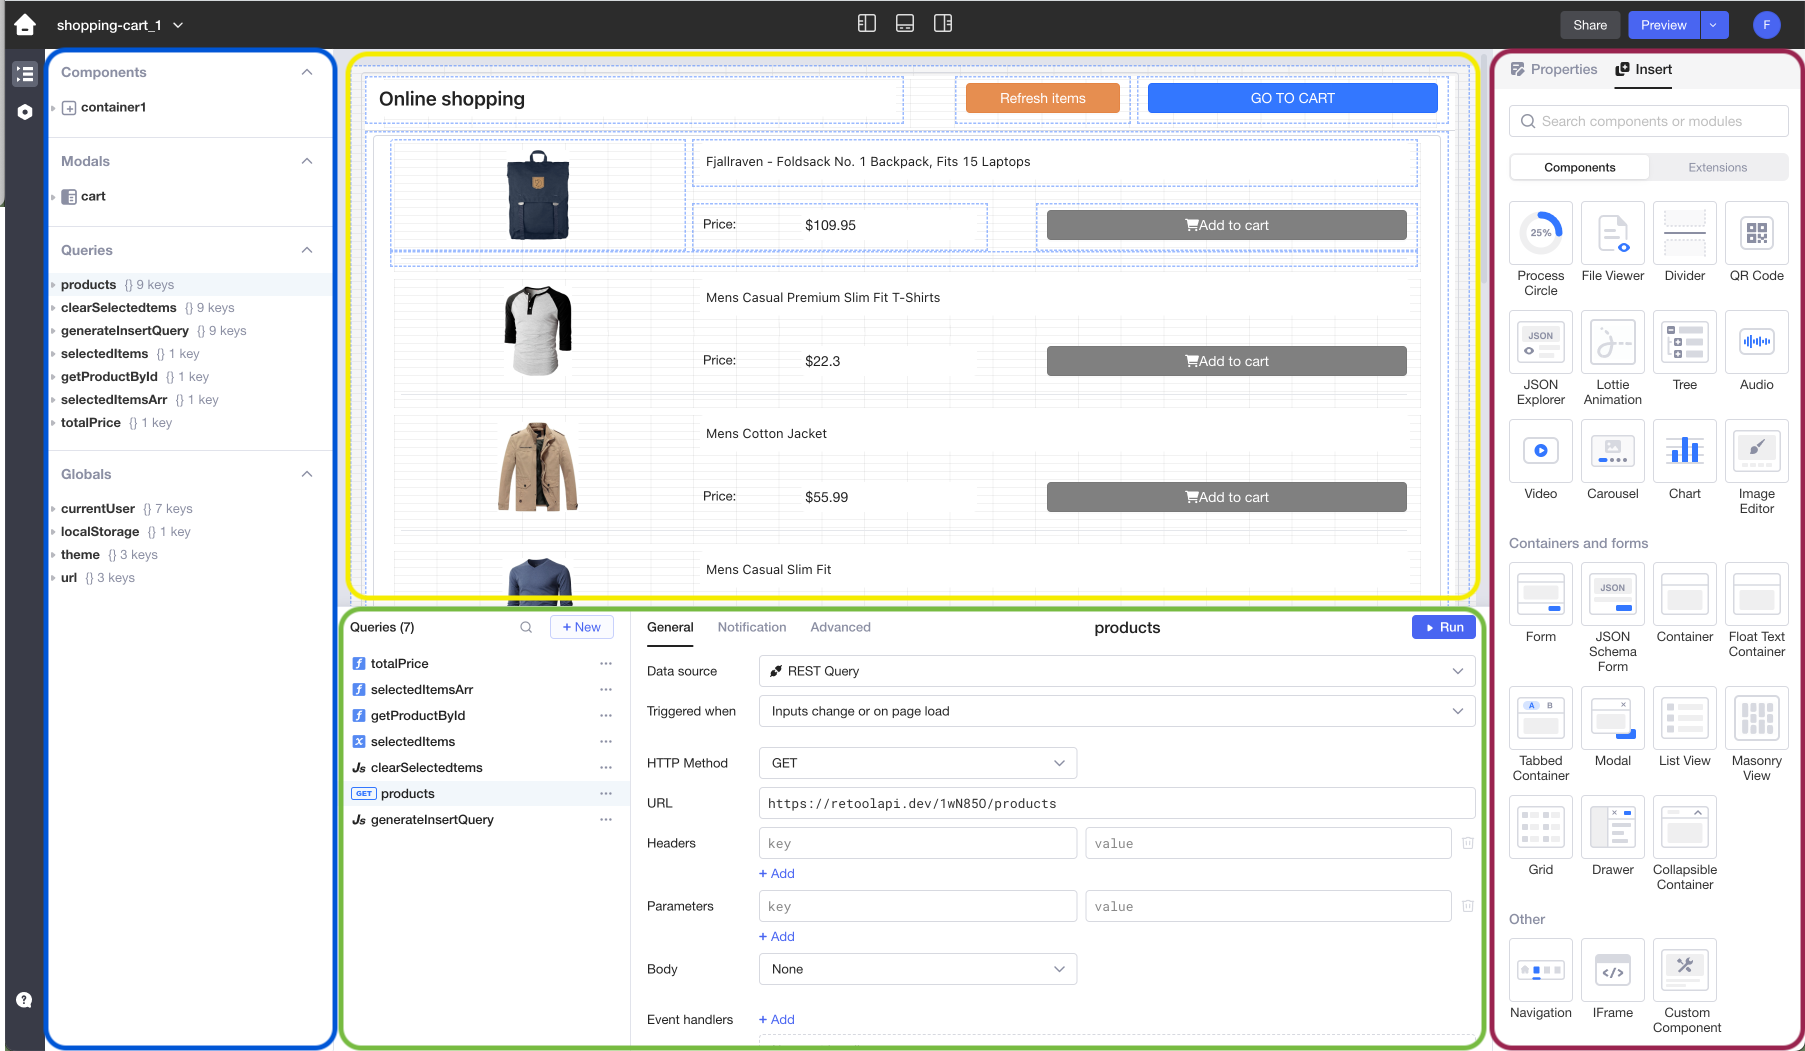 shopping-cart_1
Share
Preview
F
Components
container1
Modals
cart
Queries
products {} 9 keys
clearSelectedtems {} 9 keys
generateInsertQuery {} 9 keys
selectedItems {} 1 key
getProductById {} 1 key
selectedItemsArr {} 1 key
totalPrice {} 1 key
Globals
currentUser {} 7 keys
localStorage {} 1 key
theme {} 3 keys
url {} 3 keys
Online shopping
Refresh items
GO TO CART
Fjallraven - Foldsack No. 1 Backpack, Fits 15 Laptops
Price: $109.95 Add to cart
Mens Casual Premium Slim Fit T-Shirts
Price: $22.3 Add to cart
Mens Cotton Jacket
Price: $55.99 Add to cart
Mens Casual Slim Fit
Queries (7)
+ New
totalPrice
selectedItemsArr
getProductById
x selectedItems
Js clearSelectedtems
GET products
Js generateInsertQuery
General Notification Advanced
products
Run
Data source REST Query
Triggered when Inputs change or on page load
HTTP Method GET
URL https://retoolapi.dev/1wN85O/products
Headers key value
+ Add
Parameters key value
+ Add
Body None
Event handlers + Add
Properties Insert
Search components or modules
Components Extensions
25%
Process Circle
File Viewer
Divider
QR Code
JSON
JSON Explorer
Lottie Animation
Tree
Audio
Video
Carousel
Chart
Image Editor
Containers and forms
Form
JSON
JSON Schema Form
Container
Float Text Container
A B
Tabbed Container
Modal
List View
Masonry View
Grid
Drawer
Collapsible Container
Other
Navigation
</>
IFrame
Custom Component